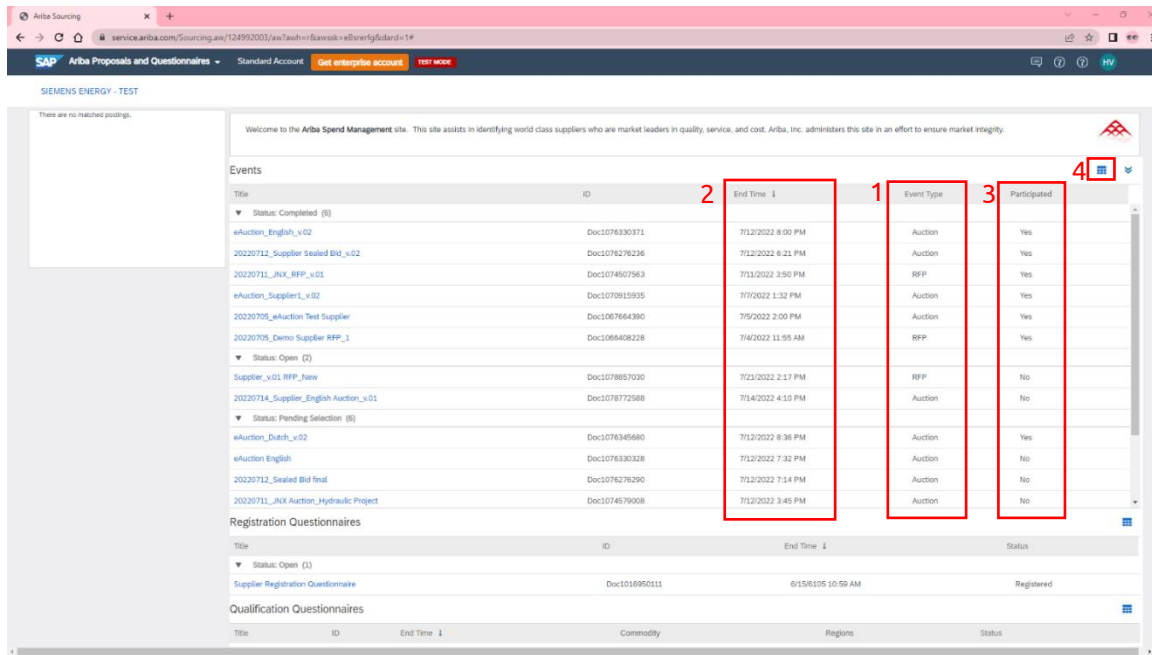 Ariba Sourcing
service.ariba.com/Sourcing.aw/124992003/aw?awh=r&awssk=eBsrerfg&dard=1#
SAP Ariba Proposals and Questionnaires Standard Account Get enterprise account TEST MODE HV
SIEMENS ENERGY - TEST
There are no matched postings.
Welcome to the Ariba Spend Management site. This site assists in identifying world class suppliers who are market leaders in quality, service, and cost. Ariba, Inc. administers this site in an effort to ensure market integrity.
Events 4
Title ID 2 End Time ↓ 1 Event Type 3 Participated
▼ Status: Completed (6)
eAuction_English_v.02 Doc1076330371 7/12/2022 8:00 PM Auction Yes
20220712_Supplier Sealed Bid_v.02 Doc1076276236 7/12/2022 6:21 PM Auction Yes
20220711_JNX_RFP_v.01 Doc1074507563 7/11/2022 3:50 PM RFP Yes
eAuction_Supplier1_v.02 Doc1070915935 7/7/2022 1:32 PM Auction Yes
20220705_eAuction Test Supplier Doc1067664390 7/5/2022 2:00 PM Auction Yes
20220705_Demo Supplier RFP_1 Doc1066408228 7/4/2022 11:55 AM RFP Yes
▼ Status: Open (2)
Supplier_v.01 RFP_New Doc1078857030 7/21/2022 2:17 PM RFP No
20220714_Supplier_English Auction_v.01 Doc1078772588 7/14/2022 4:10 PM Auction No
▼ Status: Pending Selection (6)
eAuction_Dutch_v.02 Doc1076345680 7/12/2022 8:36 PM Auction Yes
eAuction English Doc1076330328 7/12/2022 7:32 PM Auction No
20220712_Sealed Bid final Doc1076276290 7/12/2022 7:14 PM Auction No
20220711_JNX Auction_Hydraulic Project Doc1074579008 7/12/2022 3:45 PM Auction No
Registration Questionnaires
Title ID End Time ↓ Status
▼ Status: Open (1)
Supplier Registration Questionnaire Doc1016950111 6/15/6105 10:59 AM Registered
Qualification Questionnaires
Title ID End Time ↓ Commodity Regions Status